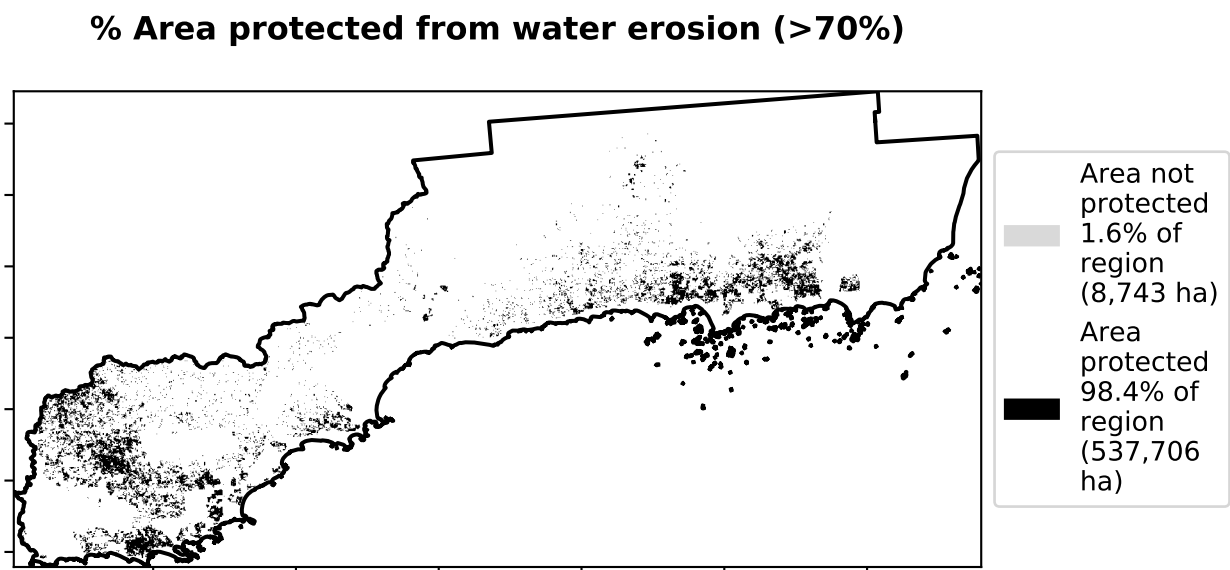 % Area protected from water erosion (>70%)
Area not
protected
1.6% of
region
(8,743 ha)
Area
protected
98.4% of
region
(537,706
ha)